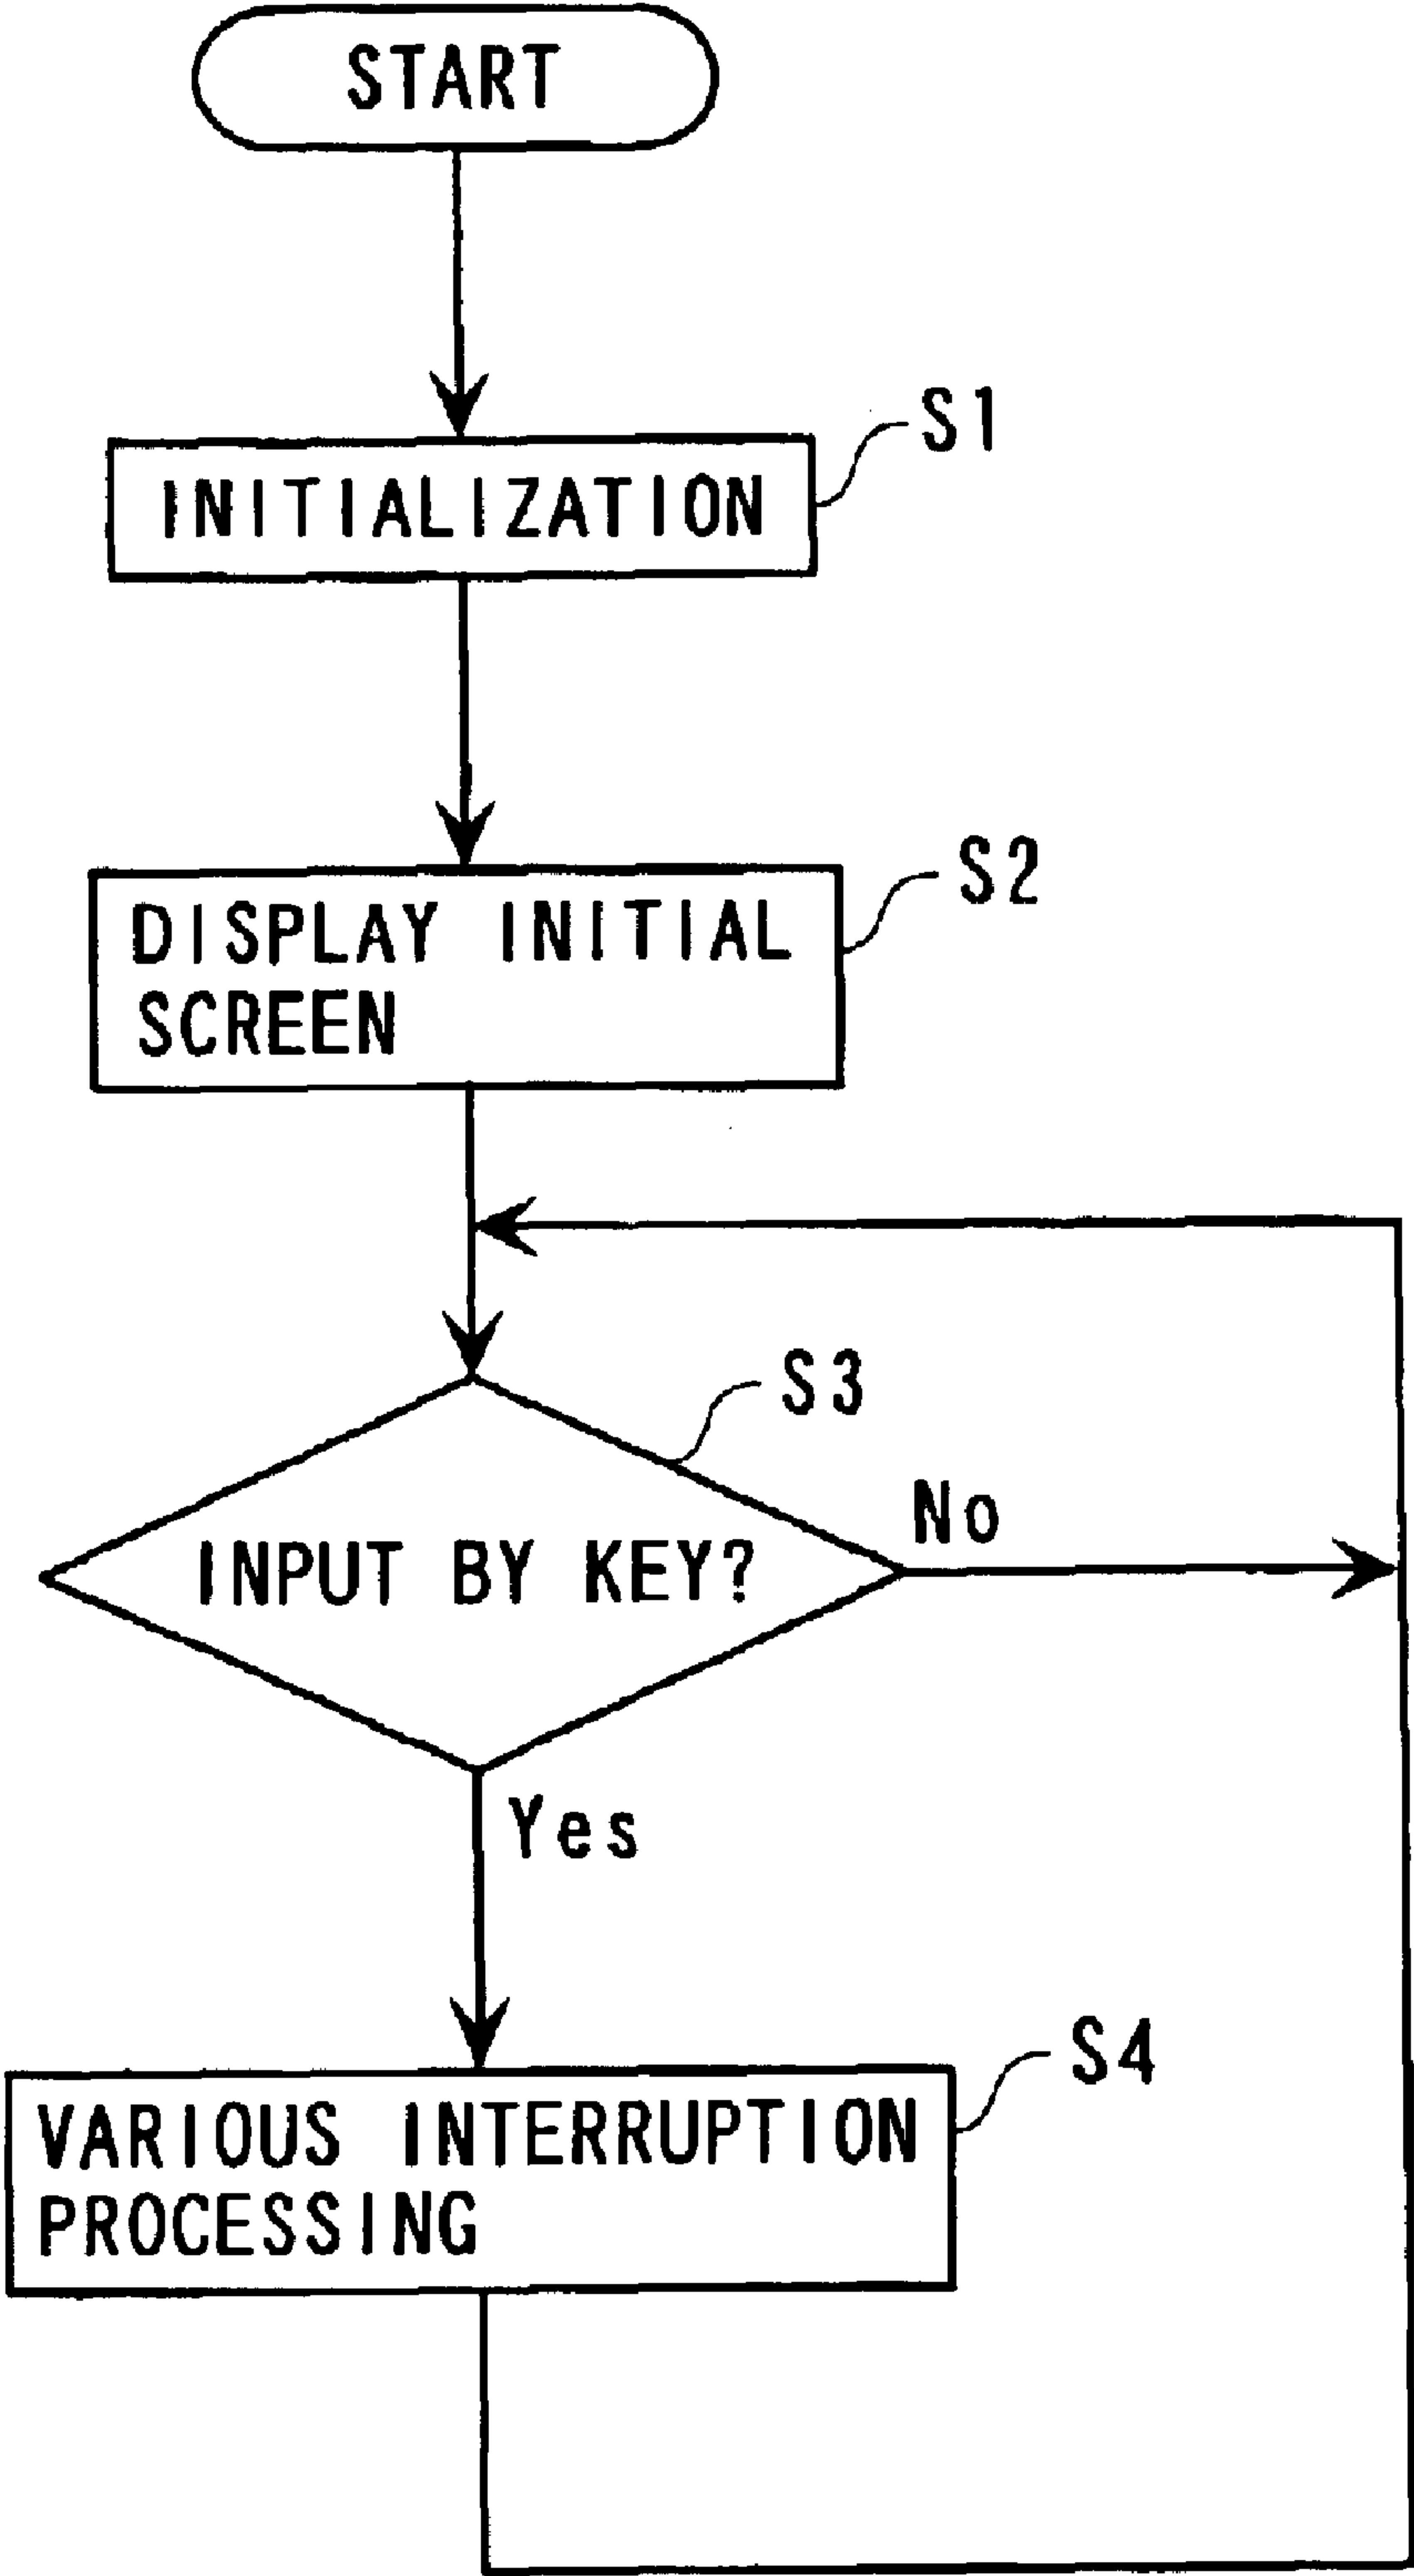 START
S1
INITIALIZATION
S2
DISPLAY INITIAL
SCREEN
S3
No
INPUT BY KEY?
Yes
S4
VARIOUS INTERRUPTION
PROCESSING